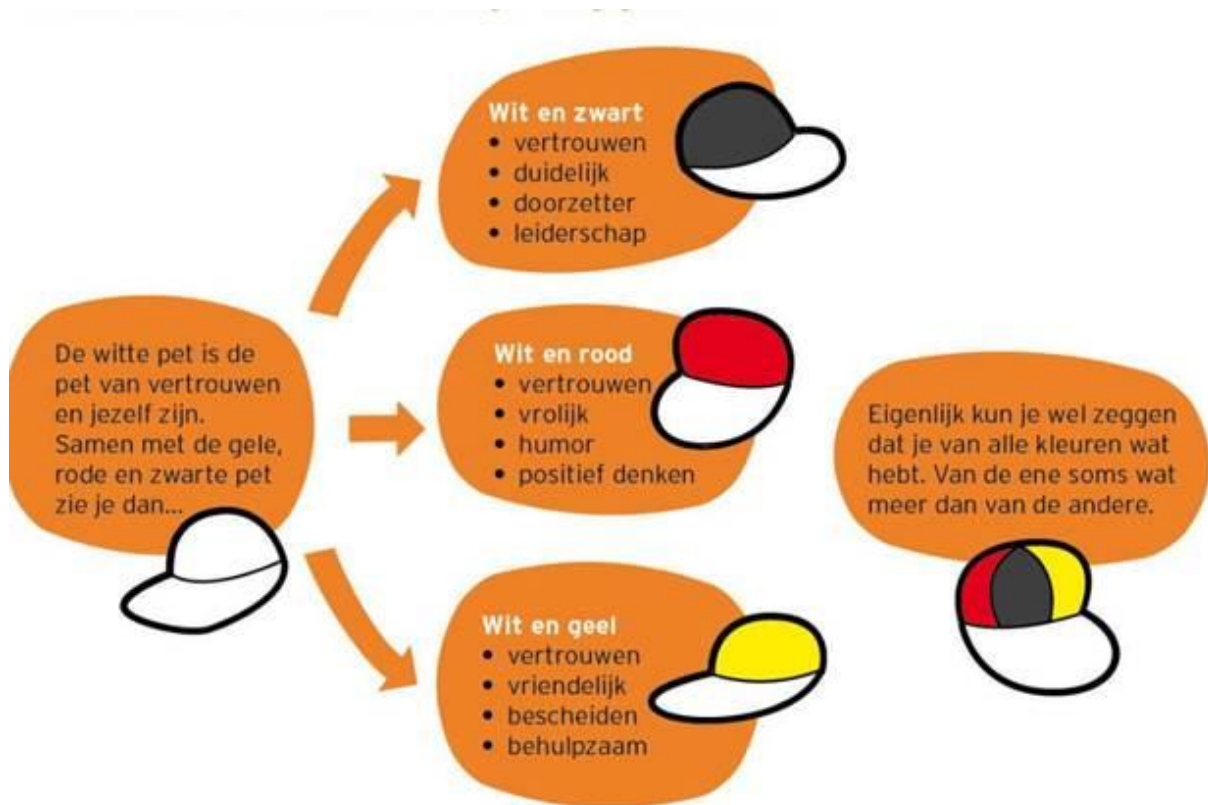 De witte pet is de
pet van vertrouwen
en jezelf zijn.
Samen met de gele,
rode en zwarte pet
zie je dan...
Wit en zwart
• vertrouwen
• duidelijk
• doorzetter
• leiderschap
Wit en rood
• vertrouwen
• vrolijk
• humor
• positief denken
Wit en geel
• vertrouwen
• vriendelijk
• bescheiden
• behulpzaam
Eigenlijk kun je wel zeggen
dat je van alle kleuren wat
hebt. Van de ene soms wat
meer dan van de andere.